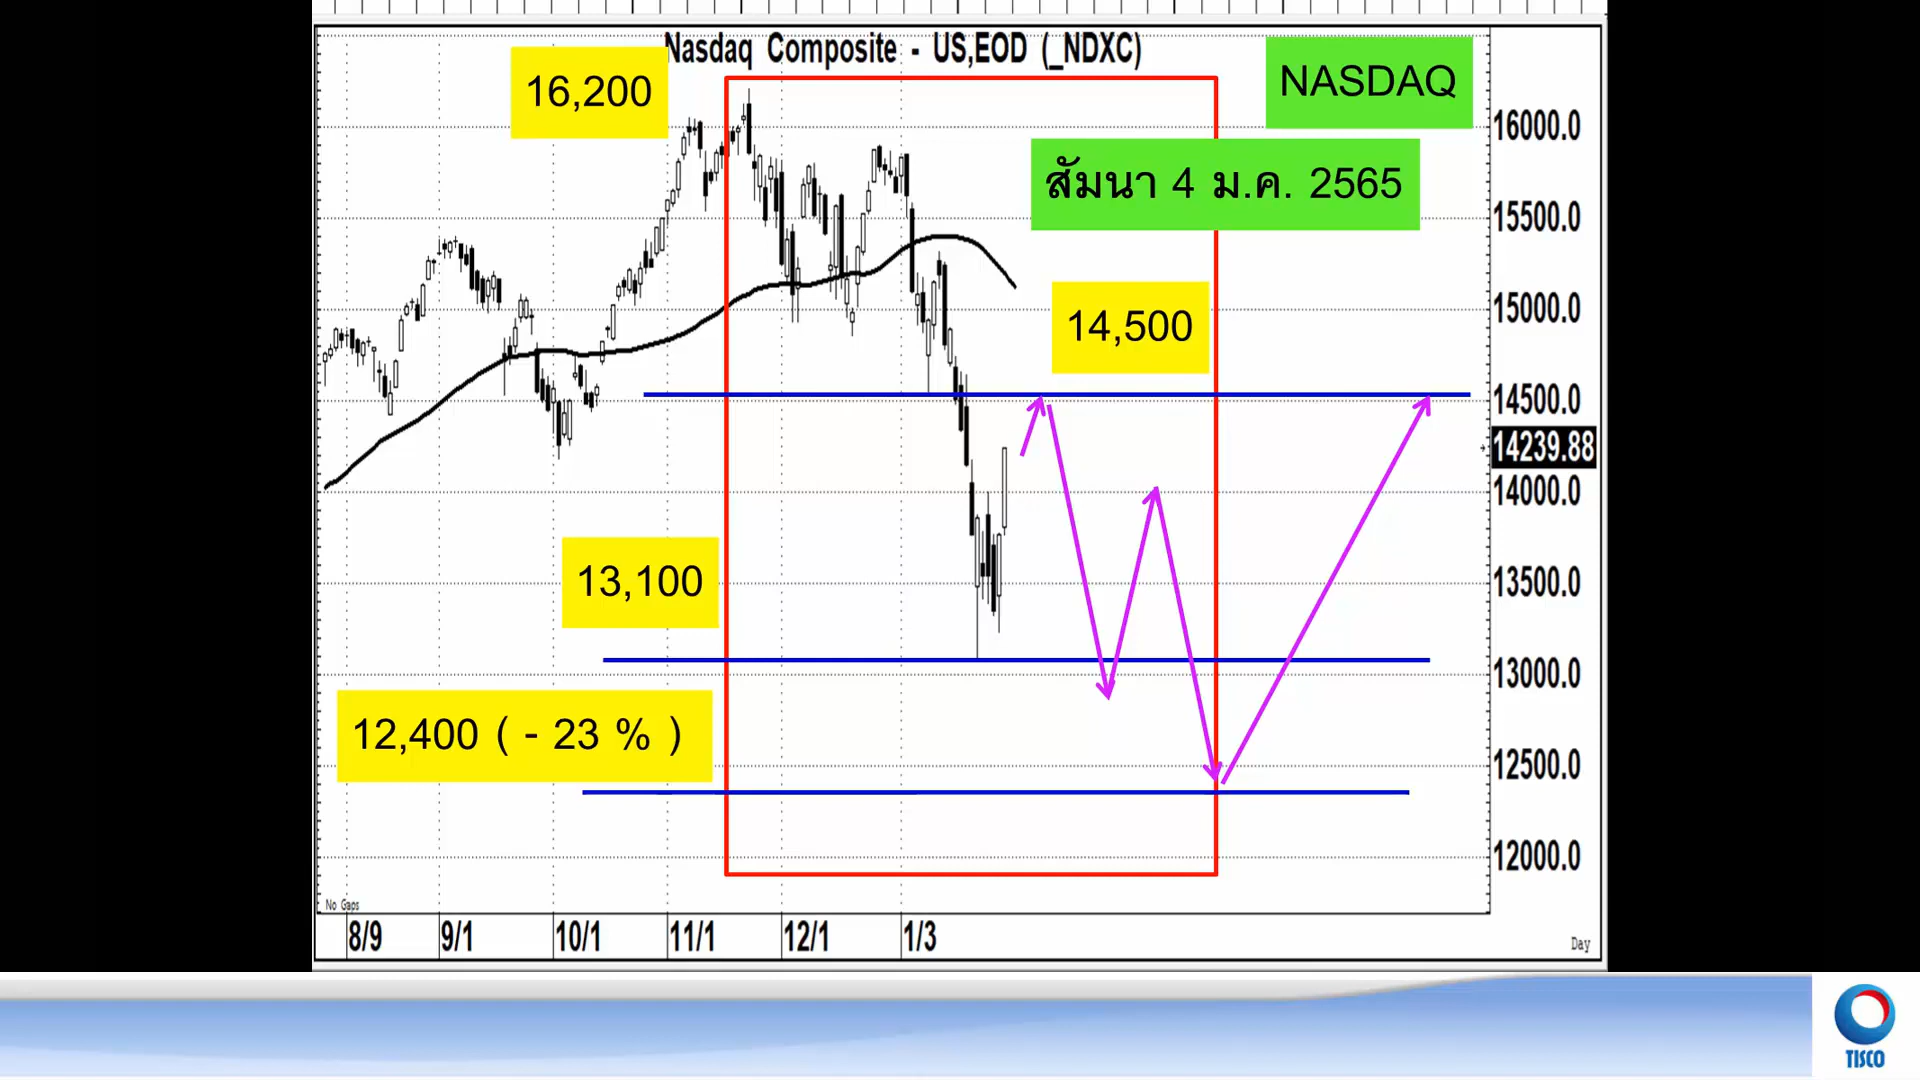 Nasdaq Composite - US,EOD (_NDXC)
16,200
NASDAQ
16000.0
สัมนา 4 ม.ค. 2565
15500.0
15000.0
14,500
14500.0
14239.88
14000.0
13,100
13500.0
13000.0
12,400 ( - 23 % )
12500.0
12000.0
No Gaps
8/9 9/1 10/1 11/1 12/1 1/3
Day
TISCO